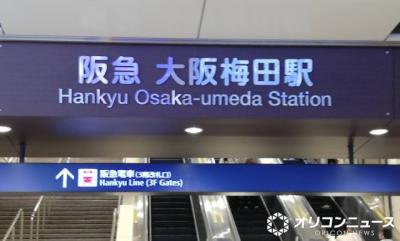 阪急 大阪梅田駅
Hankyu Osaka-umeda Station
阪急電車(3階改札口)
Hankyu Line (3F Gates)
オリコンニュース
ORICON NEWS